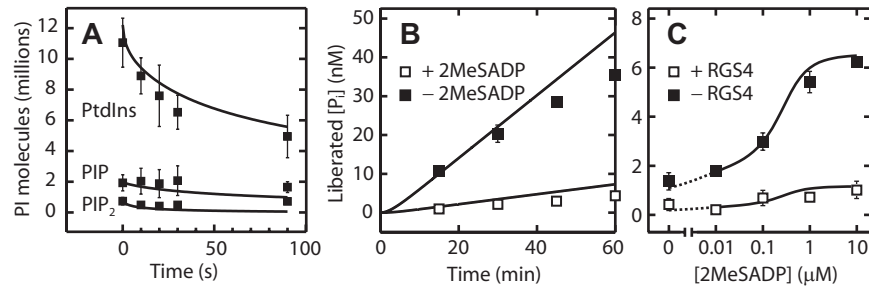 A
PI molecules (millions)
12
10
8
6
4
2
0
PtdIns
PIP
PIP2
0
50
100
Time (s)
B
Liberated [Pi] (nM)
50
40
30
20
10
0
+ 2MeSADP
− 2MeSADP
0
20
40
60
Time (min)
C
8
6
4
2
0
+ RGS4
− RGS4
0
0.01
0.1
1
10
[2MeSADP] (μM)